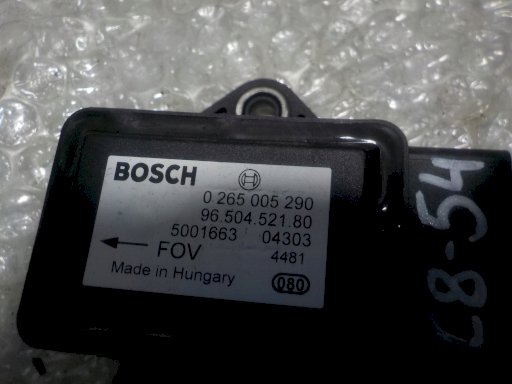 BOSCH
0 265 005 290
96.504.521.80
5001663 04303
FOV 4481
Made in Hungary
080
C8-54